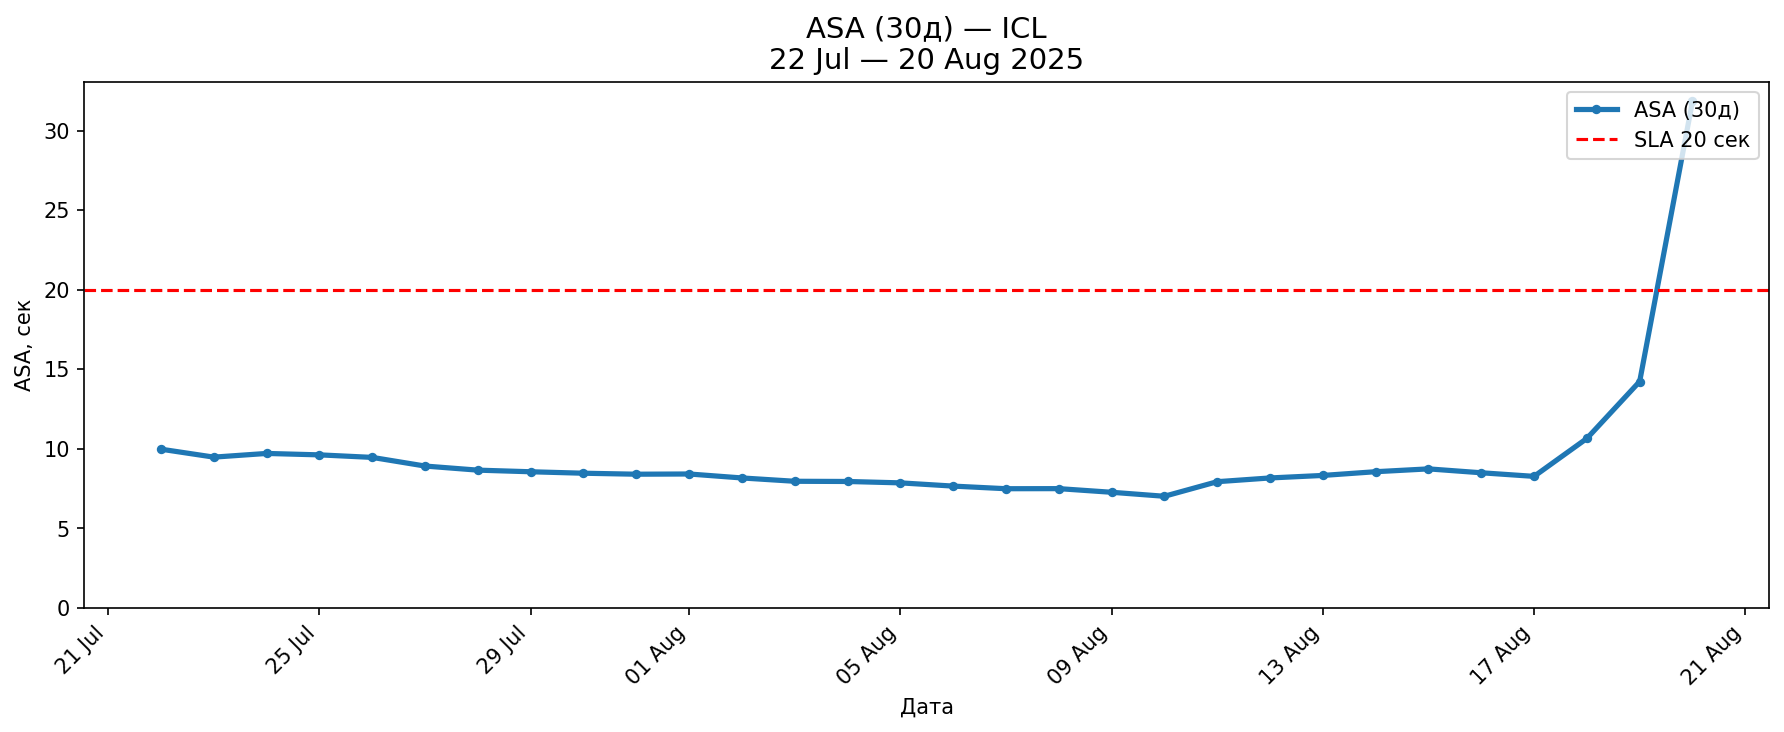 ASA (30д) — ICL
22 Jul — 20 Aug 2025
ASA (30д)
SLA 20 сек
ASA, сек
30
25
20
15
10
5
0
21 Jul
25 Jul
29 Jul
01 Aug
05 Aug
09 Aug
13 Aug
17 Aug
21 Aug
Дата